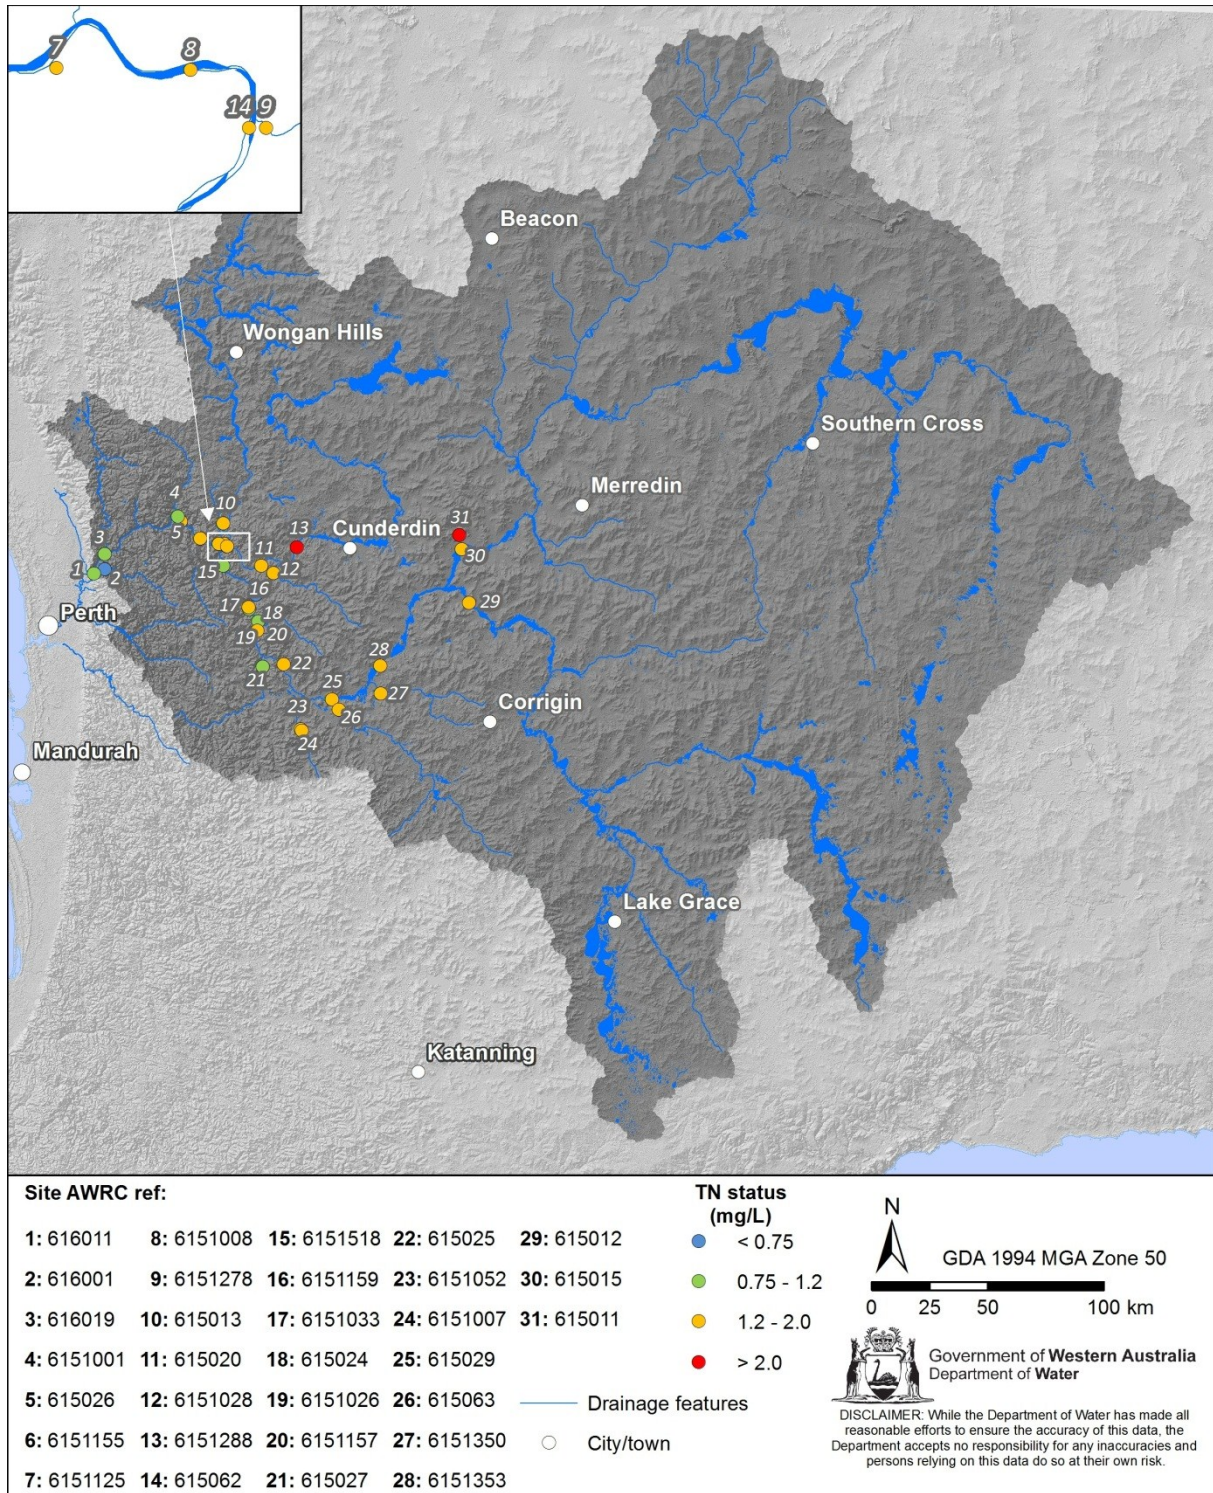 7
8
14 9
Beacon
Wongan Hills
Southern Cross
Merredin
4
10
5
13
Cunderdin
31
3
30
11
1
2
15
12
16
29
Perth
17
18
19
20
28
22
21
25
27
23
26
Corrigin
24
Mandurah
Lake Grace
Katanning
Site AWRC ref:
1: 616011 8: 6151008 15: 6151518 22: 615025 29: 615012
2: 616001 9: 6151278 16: 6151159 23: 6151052 30: 615015
3: 616019 10: 615013 17: 6151033 24: 6151007 31: 615011
4: 6151001 11: 615020 18: 615024 25: 615029
5: 615026 12: 6151028 19: 6151026 26: 615063
6: 6151155 13: 6151288 20: 6151157 27: 6151350
7: 6151125 14: 615062 21: 615027 28: 6151353
TN status
(mg/L)
< 0.75
0.75 - 1.2
1.2 - 2.0
> 2.0
Drainage features
City/town
N
GDA 1994 MGA Zone 50
0 25 50 100 km
Government of Western Australia
Department of Water
DISCLAIMER: While the Department of Water has made all
reasonable efforts to ensure the accuracy of this data, the
Department accepts no responsibility for any inaccuracies and
persons relying on this data do so at their own risk.